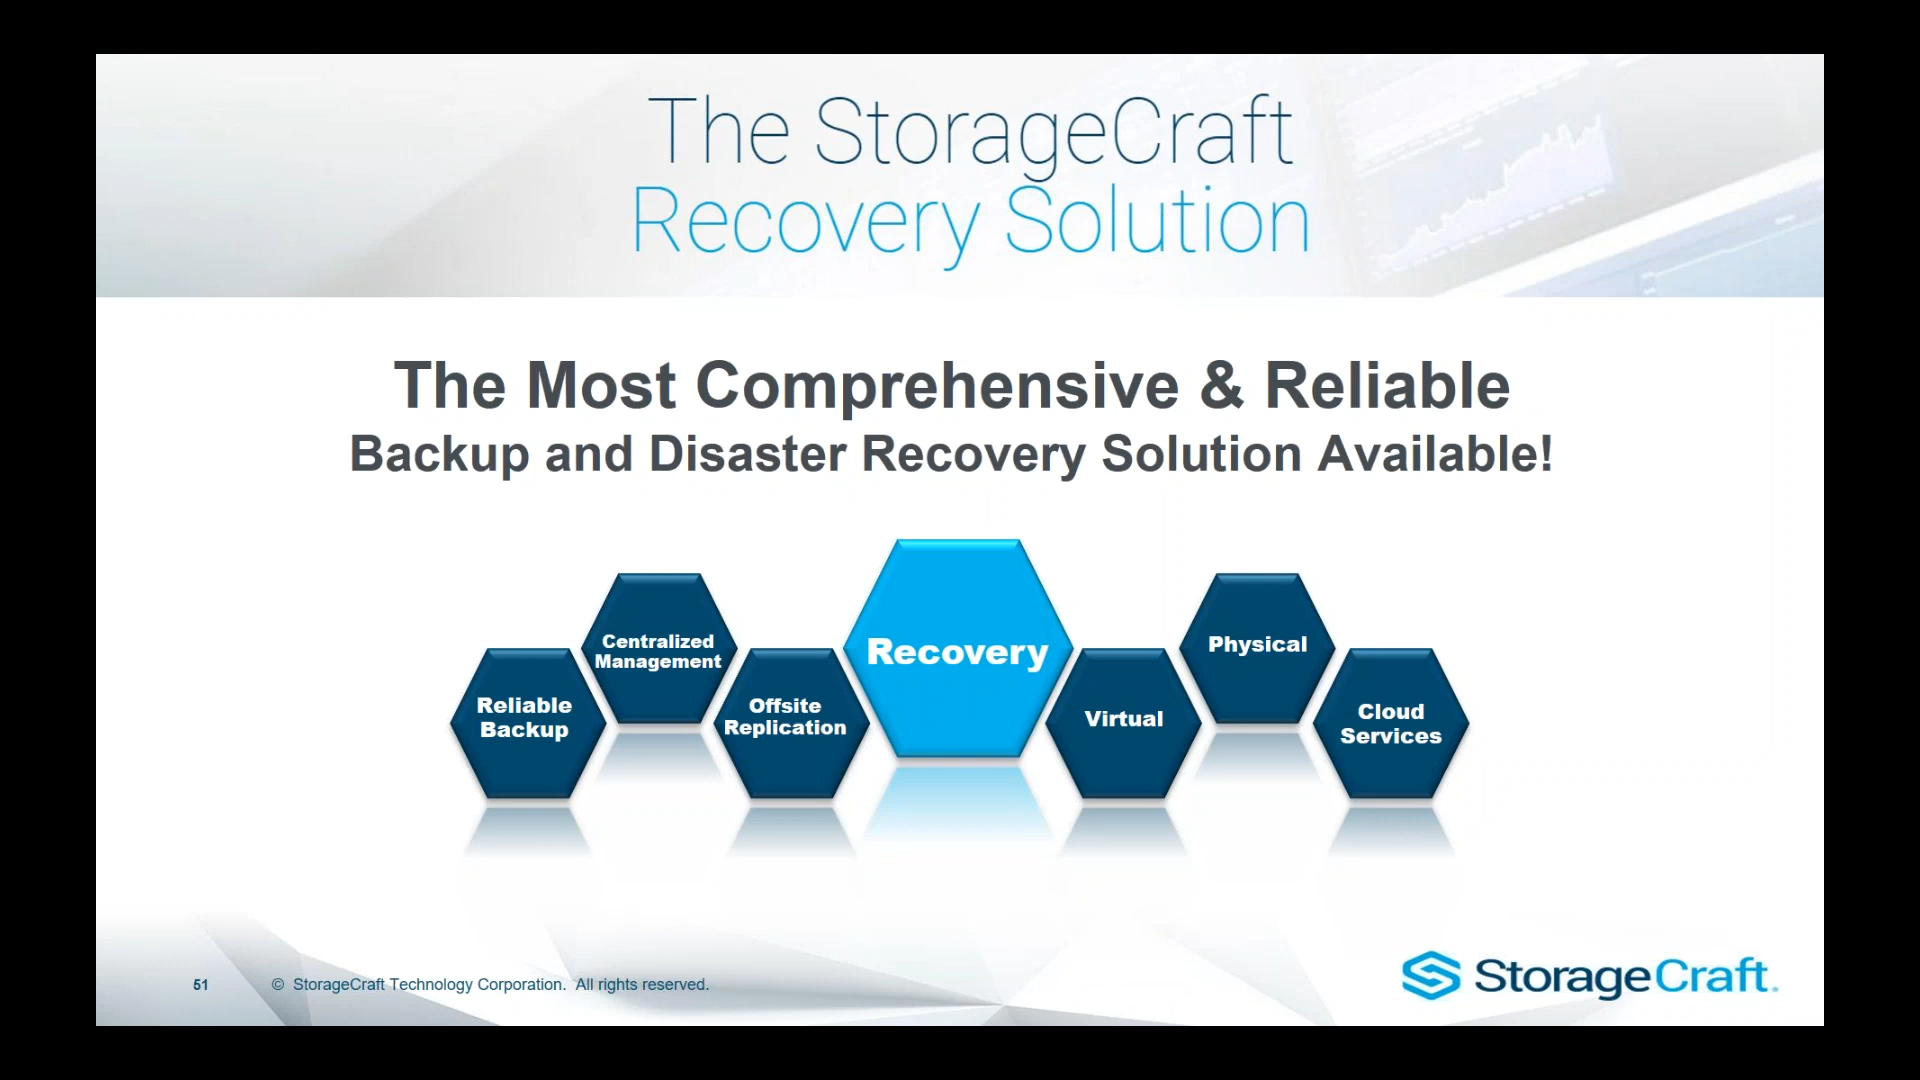 The StorageCraft
Recovery Solution
The Most Comprehensive & Reliable
Backup and Disaster Recovery Solution Available!
Reliable
Backup
Centralized
Management
Offsite
Replication
Recovery
Virtual
Physical
Cloud
Services
51
© StorageCraft Technology Corporation. All rights reserved.
StorageCraft.